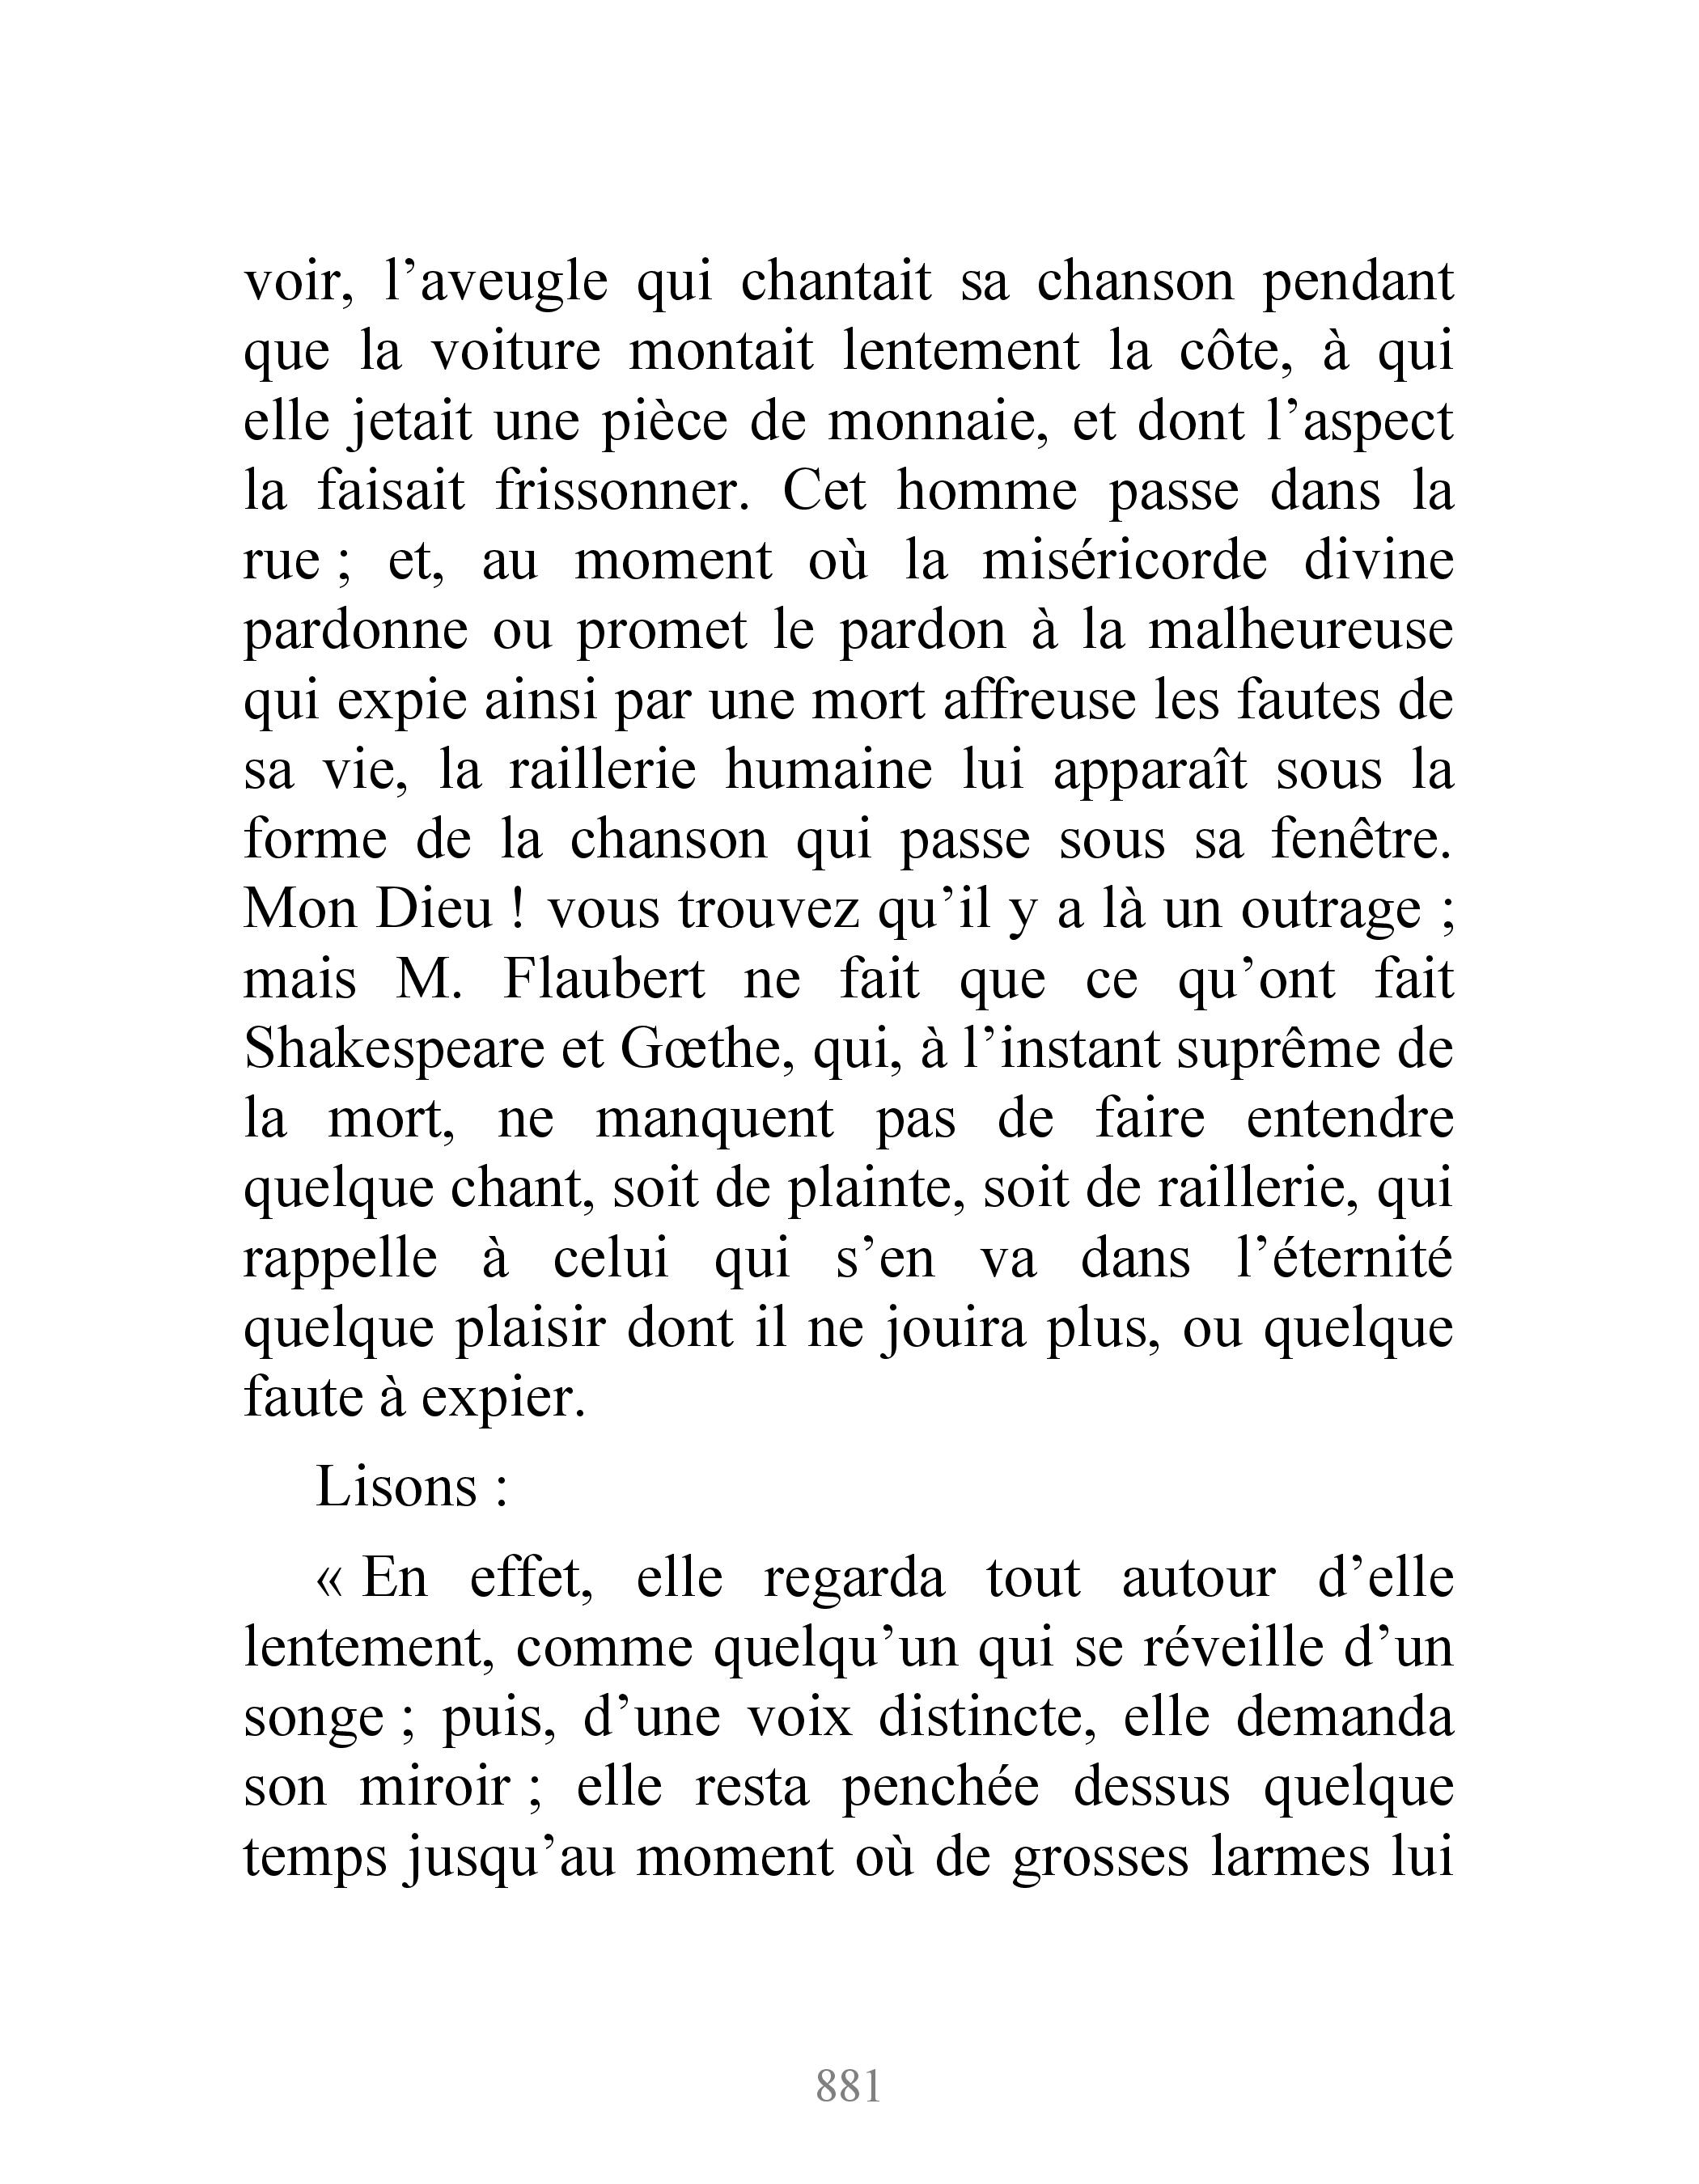 voir, l’aveugle qui chantait sa chanson pendant
que la voiture montait lentement la côte, à qui
elle jetait une pièce de monnaie, et dont l’aspect
la faisait frissonner. Cet homme passe dans la
rue ; et, au moment où la miséricorde divine
pardonne ou promet le pardon à la malheureuse
qui expie ainsi par une mort affreuse les fautes de
sa vie, la raillerie humaine lui apparaît sous la
forme de la chanson qui passe sous sa fenêtre.
Mon Dieu ! vous trouvez qu’il y a là un outrage ;
mais M. Flaubert ne fait que ce qu’ont fait
Shakespeare et Gœthe, qui, à l’instant suprême de
la mort, ne manquent pas de faire entendre
quelque chant, soit de plainte, soit de raillerie, qui
rappelle à celui qui s’en va dans l’éternité
quelque plaisir dont il ne jouira plus, ou quelque
faute à expier.
Lisons :
« En effet, elle regarda tout autour d’elle
lentement, comme quelqu’un qui se réveille d’un
songe ; puis, d’une voix distincte, elle demanda
son miroir ; elle resta penchée dessus quelque
temps jusqu’au moment où de grosses larmes lui
881